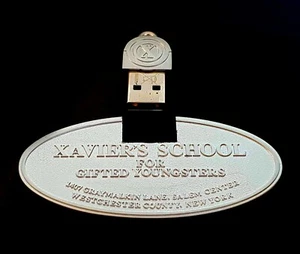 X
XAVIER'S SCHOOL
FOR
GIFTED YOUNGSTERS
1407 GRAYMALKIN LANE, SALEM CENTER
WESTCHESTER COUNTY, NEW YORK